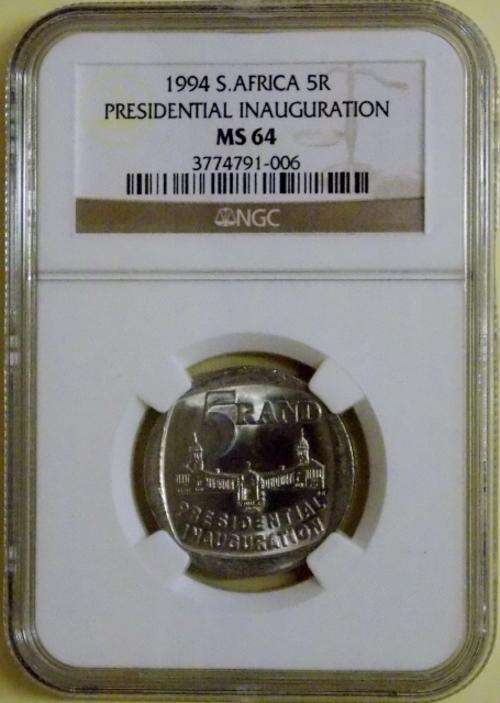 1994 S.AFRICA 5R
PRESIDENTIAL INAUGURATION
MS 64
3774791-006
NGC
5 RAND
PRESIDENTIAL
INAUGURATION